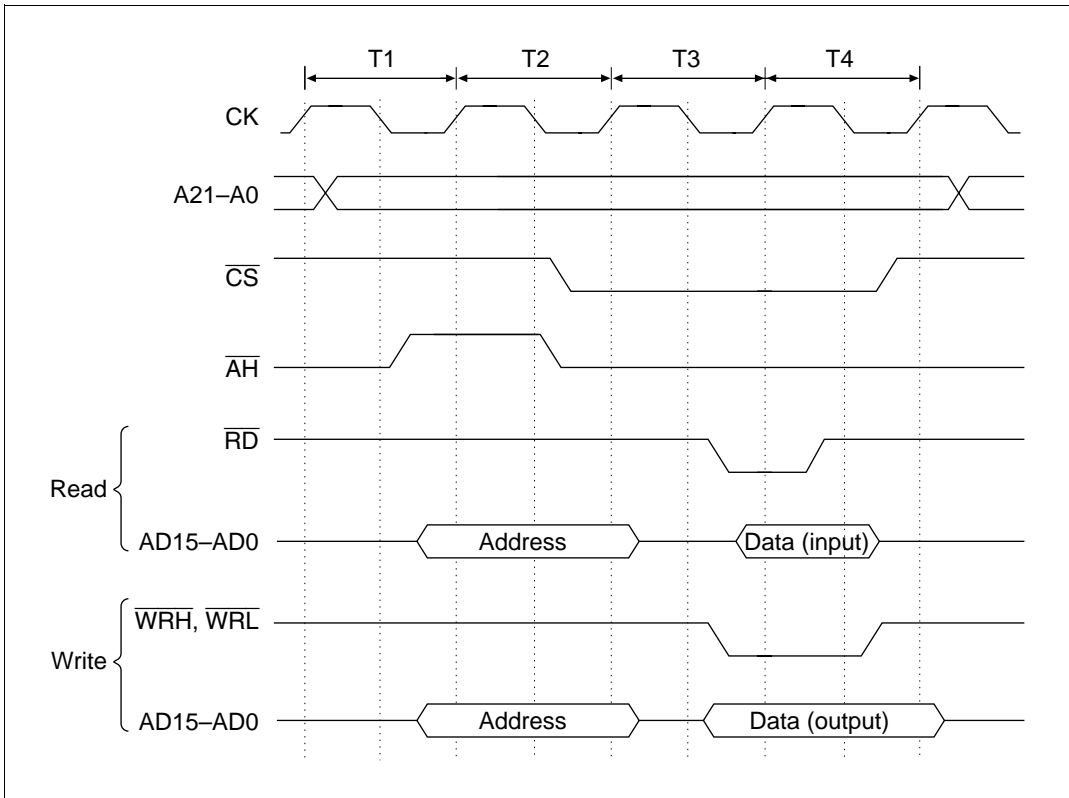 T1 T2 T3 T4
CK
A21–A0
CS
AH
RD
Read
AD15–AD0 Address Data (input)
WRH, WRL
Write
AD15–AD0 Address Data (output)